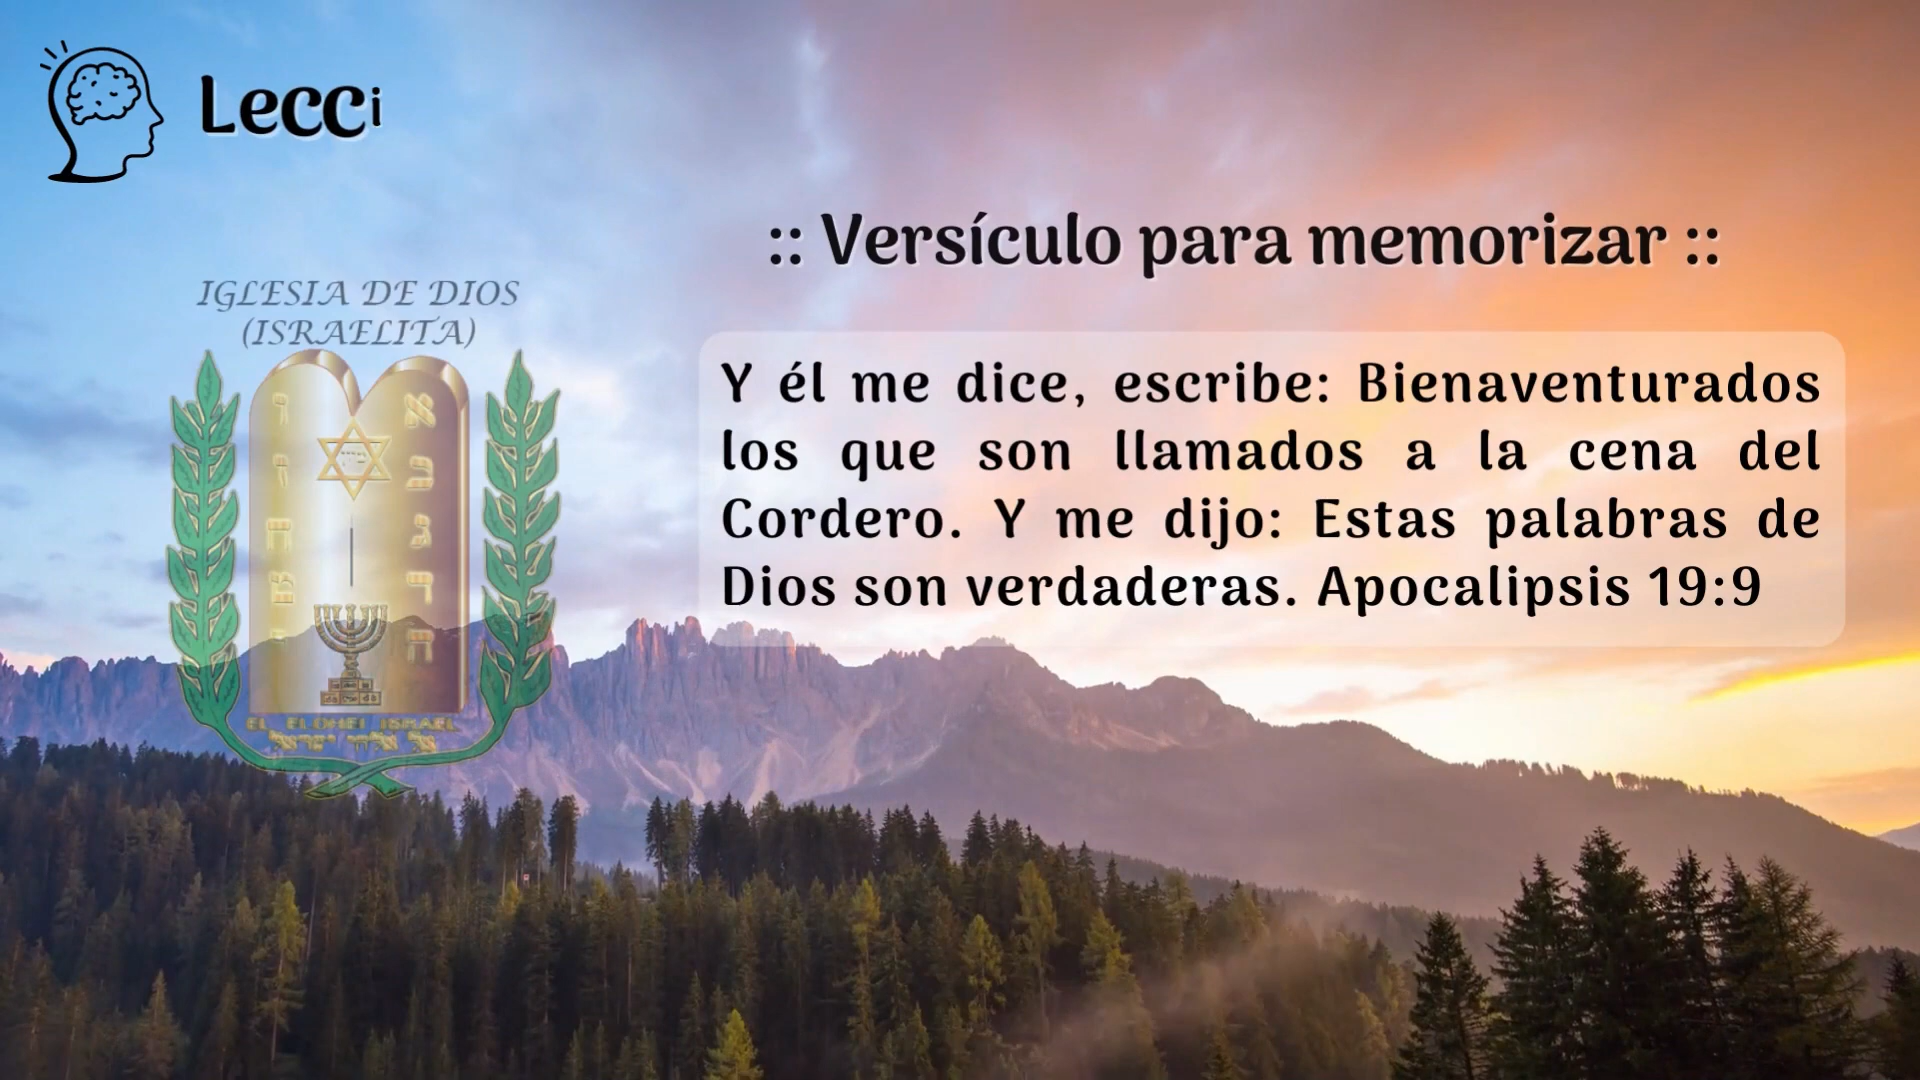 Lecci
:: Versículo para memorizar ::
IGLESIA DE DIOS
(ISRAELITA)
Y él me dice, escribe: Bienaventurados
los que son llamados a la cena del
Cordero. Y me dijo: Estas palabras de
Dios son verdaderas. Apocalipsis 19:9
EL ELOHEI ISRAEL